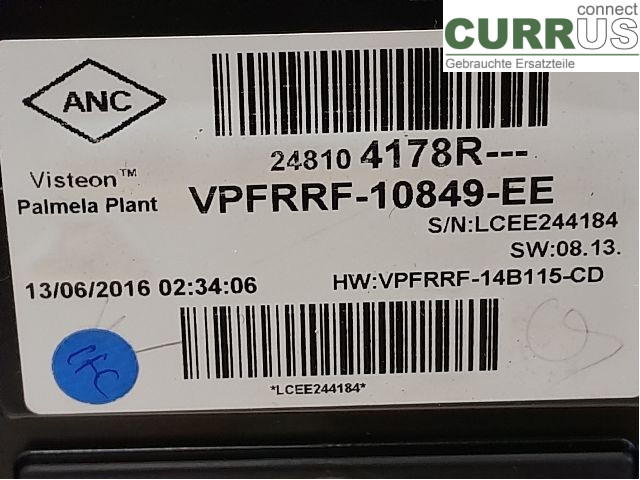 connect
CURRUS
Gebrauchte Ersatzteile
ANC
24810 4178R---
Visteon™
Palmela Plant
VPFRRF-10849-EE
S/N:LCEE244184
SW:08.13.
13/06/2016 02:34:06
HW:VPFRRF-14B115-CD
*LCEE244184*